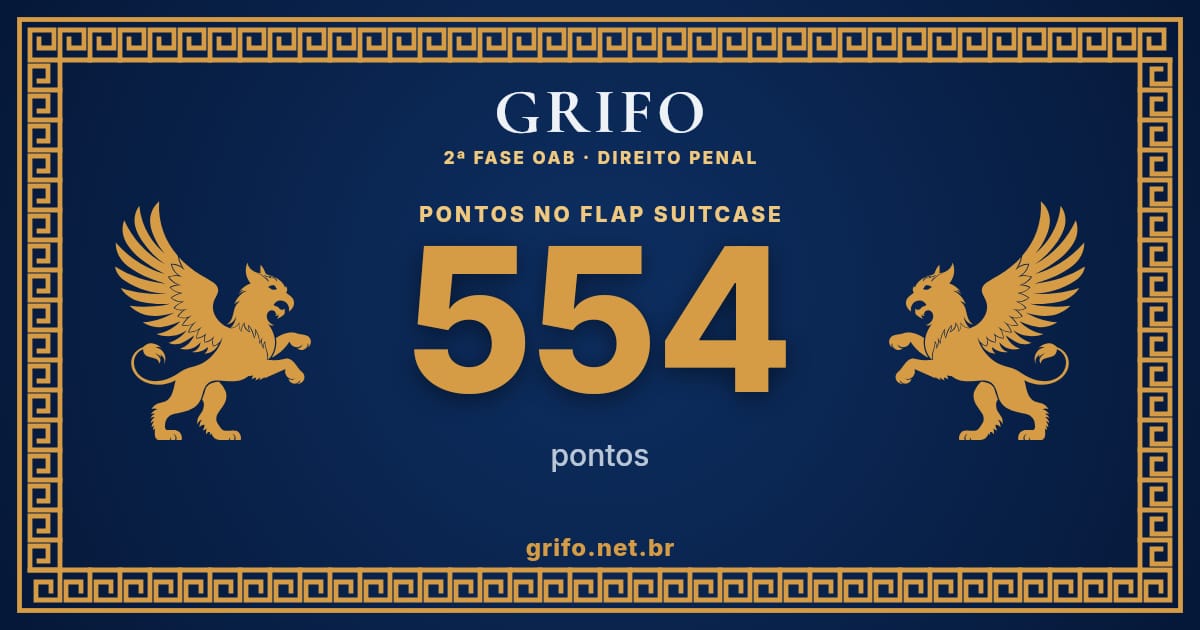 GRIFO
2ª FASE OAB · DIREITO PENAL
PONTOS NO FLAP SUITCASE
554
pontos
grifo.net.br